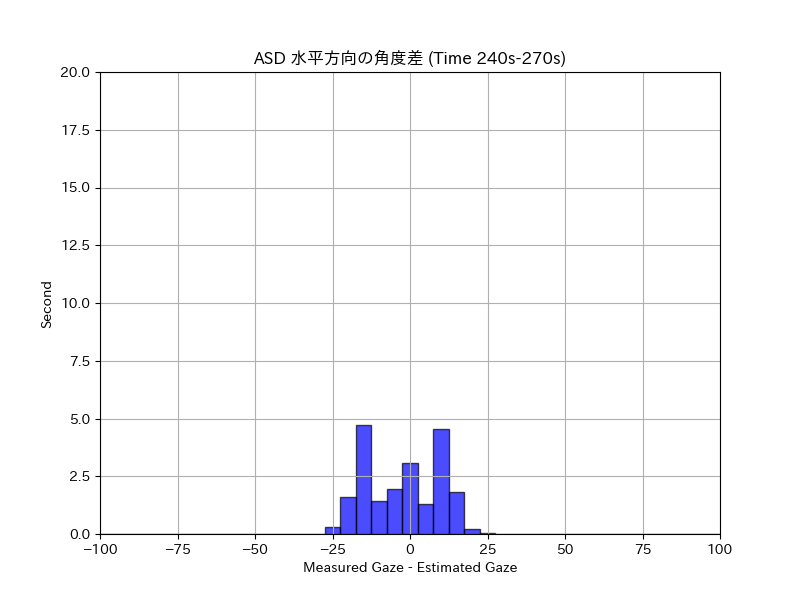 ASD 水平方向の角度差 (Time 240s-270s)
20.0
17.5
15.0
12.5
10.0
7.5
5.0
2.5
0.0
Second
−100 −75 −50 −25 0 25 50 75 100
Measured Gaze - Estimated Gaze